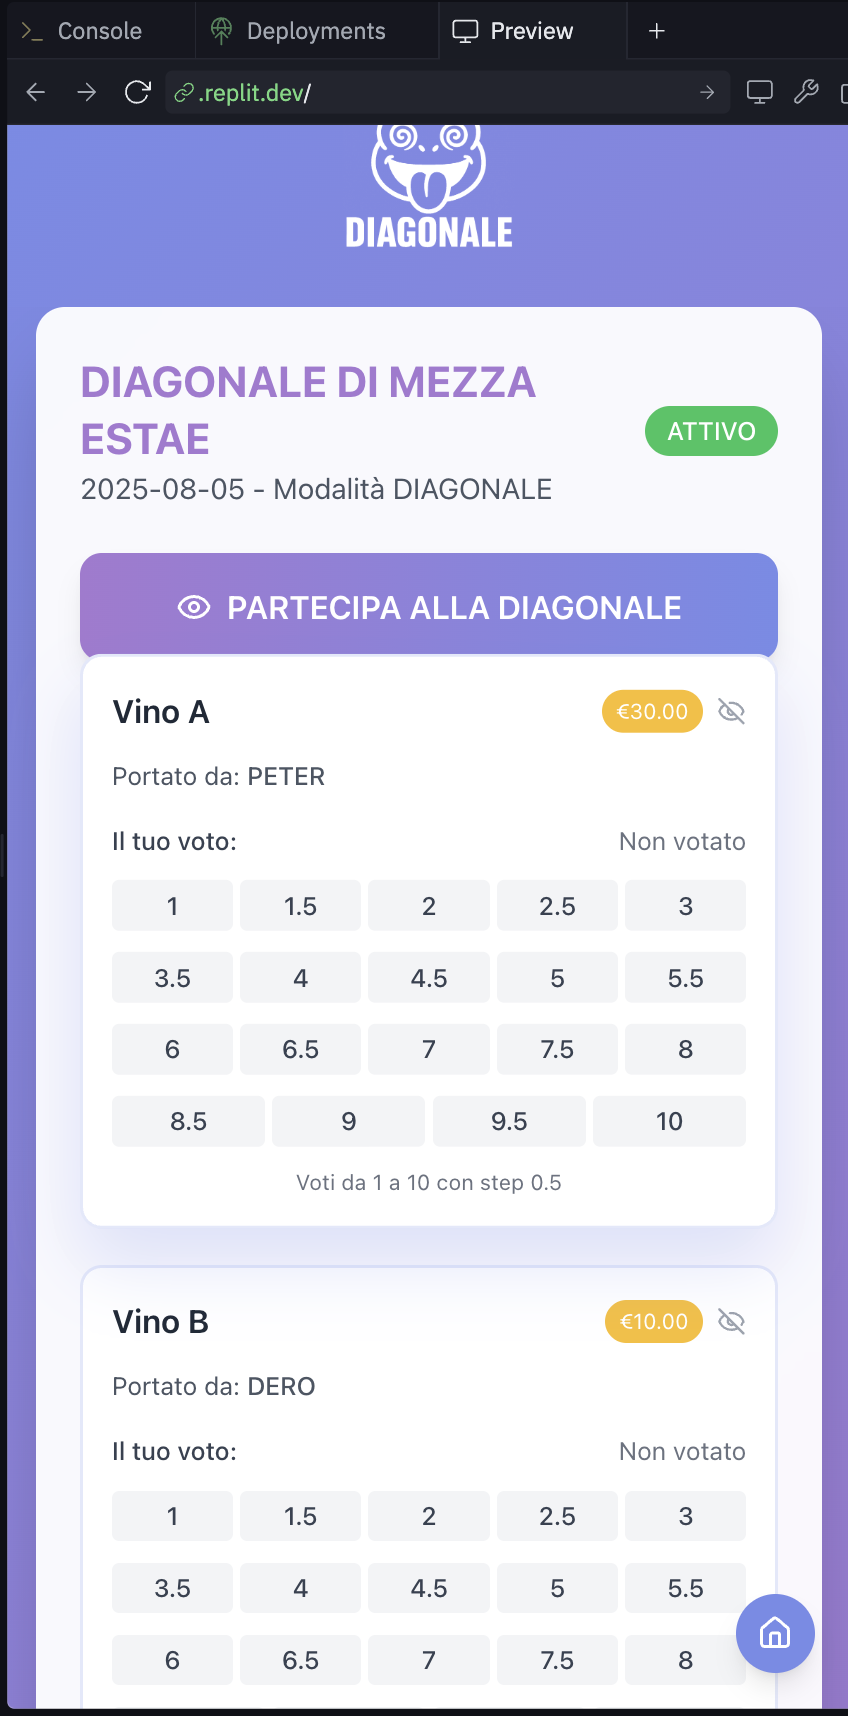 Console
Deployments
Preview
.replit.dev/
DIAGONALE
DIAGONALE DI MEZZA
ESTAE
ATTIVO
2025-08-05 - Modalità DIAGONALE
PARTECIPA ALLA DIAGONALE
Vino A
€30.00
Portato da: PETER
Il tuo voto:
Non votato
1 1.5 2 2.5 3
3.5 4 4.5 5 5.5
6 6.5 7 7.5 8
8.5 9 9.5 10
Voti da 1 a 10 con step 0.5
Vino B
€10.00
Portato da: DERO
Il tuo voto:
Non votato
1 1.5 2 2.5 3
3.5 4 4.5 5 5.5
6 6.5 7 7.5 8